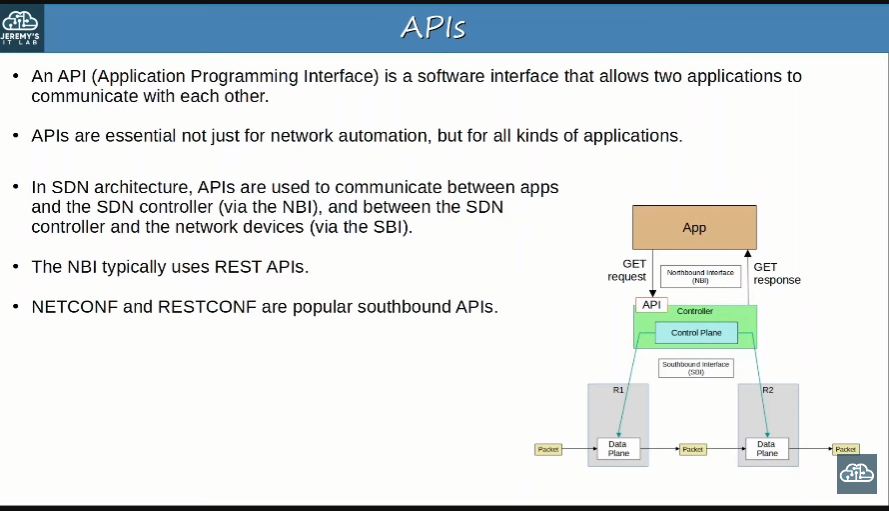 JEREMY'S
IT LAB
APIs
• An API (Application Programming Interface) is a software interface that allows two applications to
communicate with each other.
• APIs are essential not just for network automation, but for all kinds of applications.
• In SDN architecture, APIs are used to communicate between apps
and the SDN controller (via the NBI), and between the SDN
controller and the network devices (via the SBI).
• The NBI typically uses REST APIs.
• NETCONF and RESTCONF are popular southbound APIs.
App
GET
request
Northbound Interface
(NBI)
GET
response
API
Controller
Control Plane
Southbound Interface
(SBI)
R1
R2
Packet
Data
Plane
Packet
Data
Plane
Packet